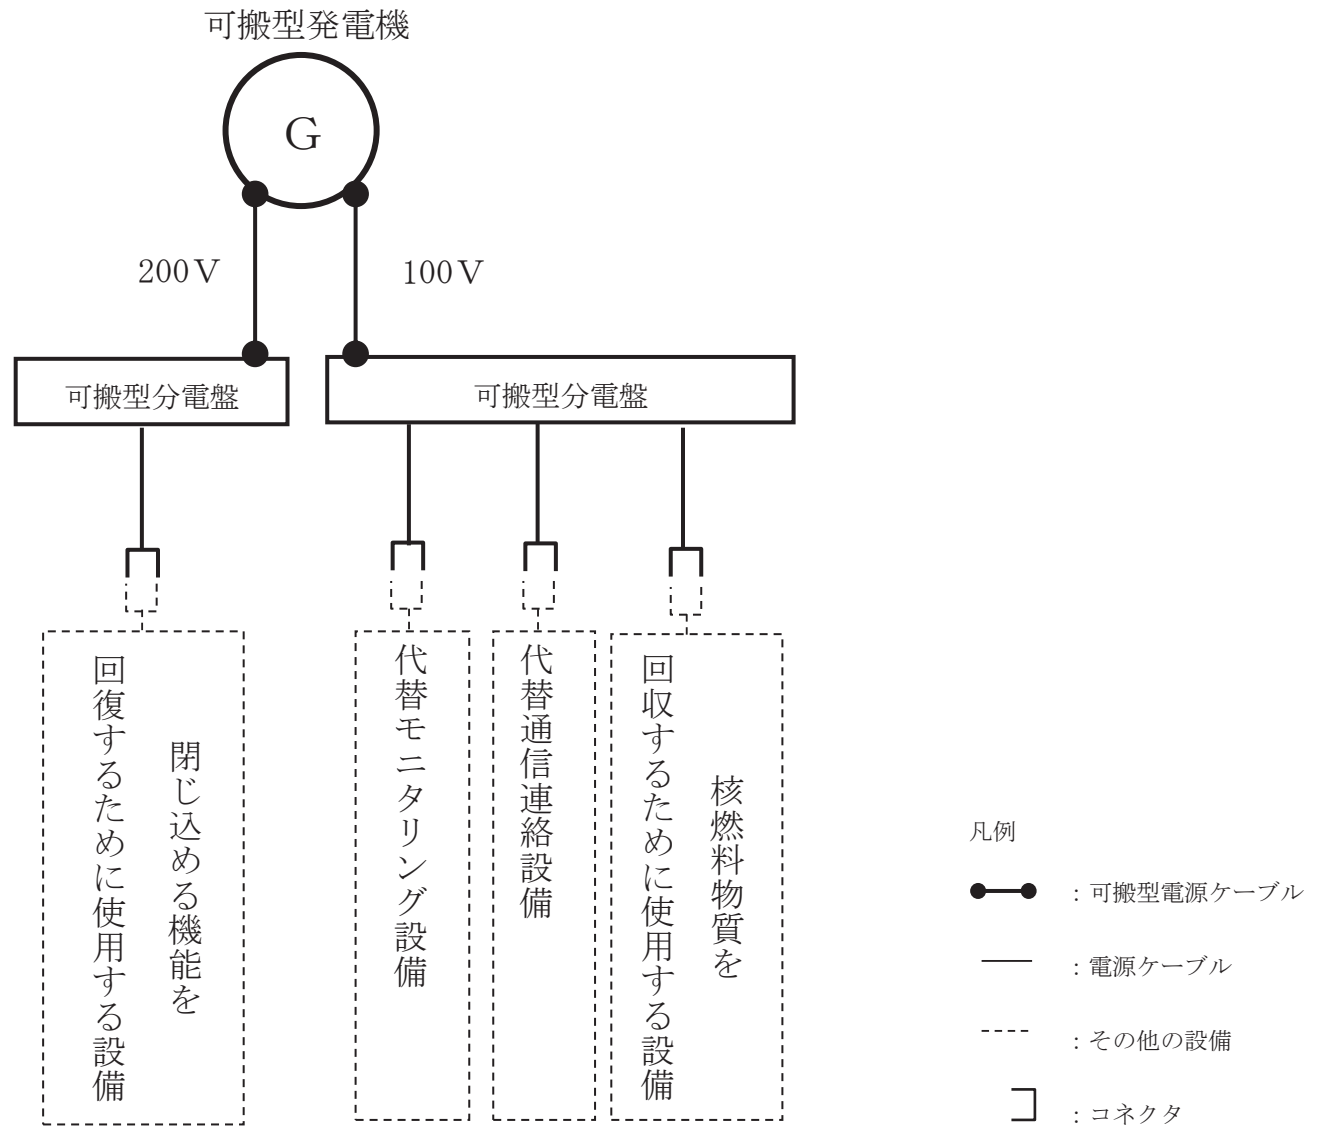 可搬型発電機
G
200V
100V
可搬型分電盤
可搬型分電盤
閉じ込める機能を
回復するために使用する設備
代替モニタリング設備
代替通信連絡設備
核燃料物質を
回収するために使用する設備
凡例
：可搬型電源ケーブル
：電源ケーブル
：その他の設備
：コネクタ